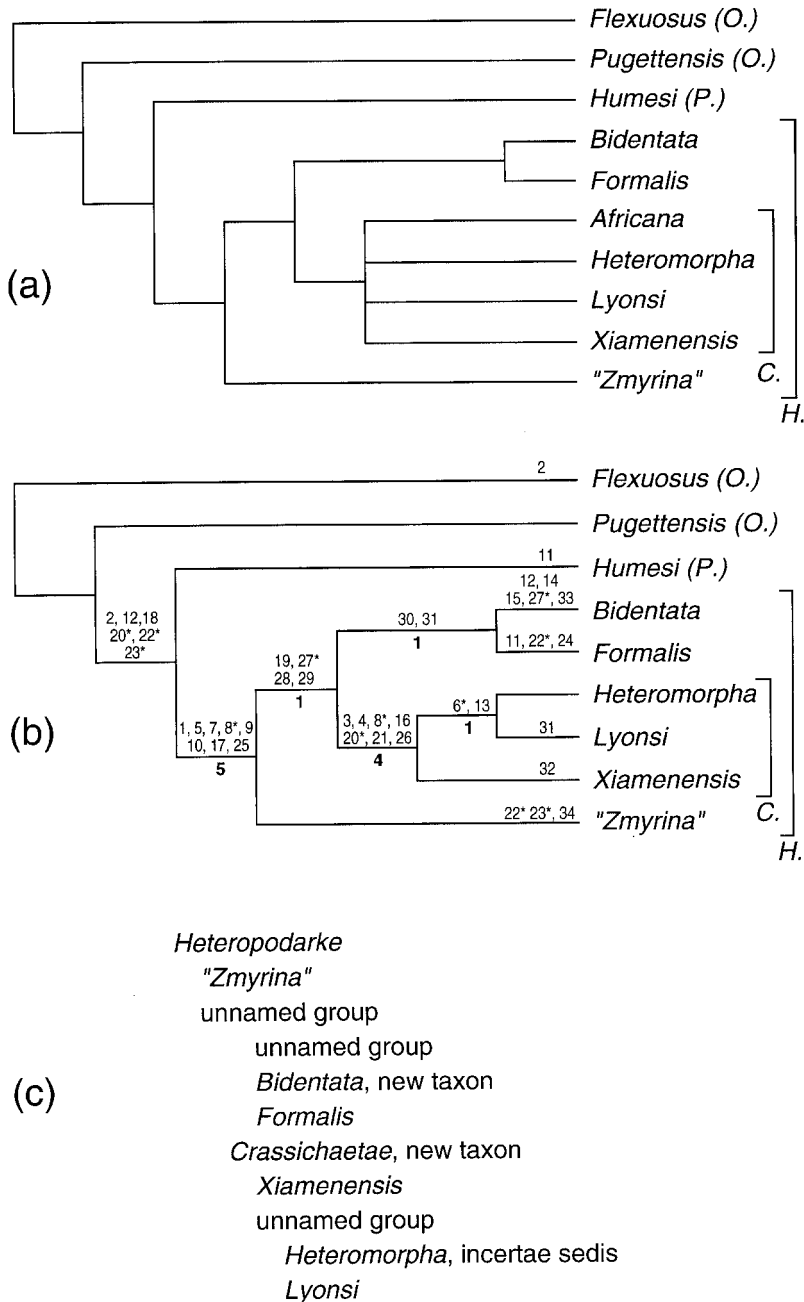 Flexuosus (O.)
Pugettensis (O.)
Humesi (P.)
Bidentata
Formalis
Africana
(a)
Heteromorpha
Lyonsi
Xiamenensis
"Zmyrina"
C.
H.
2
Flexuosus (O.)
Pugettensis (O.)
11
Humesi (P.)
2, 12,18
20*, 22*
23*
12, 14
15, 27*, 33
Bidentata
30, 31
1
11, 22*, 24
Formalis
19, 27*
28, 29
1
6*, 13
1
Heteromorpha
(b)
1, 5, 7, 8*, 9
10, 17, 25
5
3, 4, 8*, 16
20*, 21, 26
4
31
Lyonsi
32
Xiamenensis
22* 23*, 34
"Zmyrina"
C.
H.
Heteropodarke
"Zmyrina"
unnamed group
unnamed group
(c)
Bidentata, new taxon
Formalis
Crassichaetae, new taxon
Xiamenensis
unnamed group
Heteromorpha, incertae sedis
Lyonsi